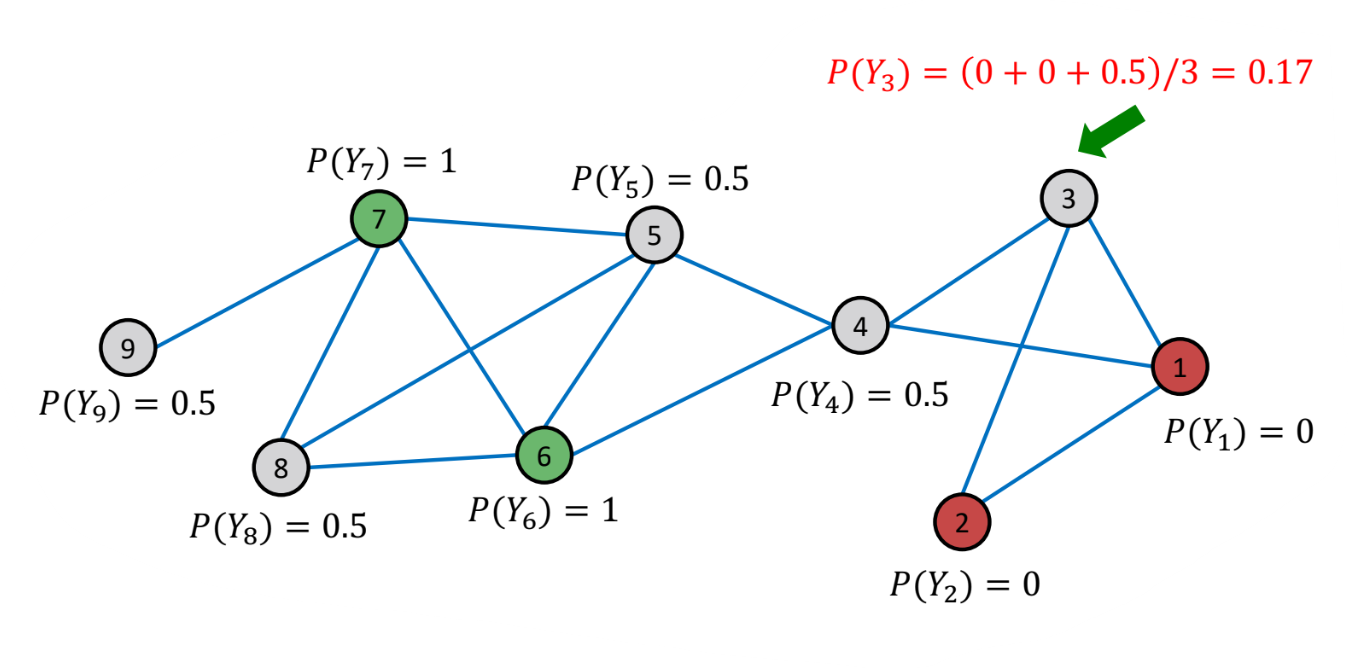 P(Y₃) = (0 + 0 + 0.5)/3 = 0.17
P(Y₇) = 1
P(Y₅) = 0.5
3
7
5
4
9
1
P(Y₉) = 0.5
P(Y₄) = 0.5
P(Y₁) = 0
8
6
P(Y₈) = 0.5
P(Y₆) = 1
2
P(Y₂) = 0